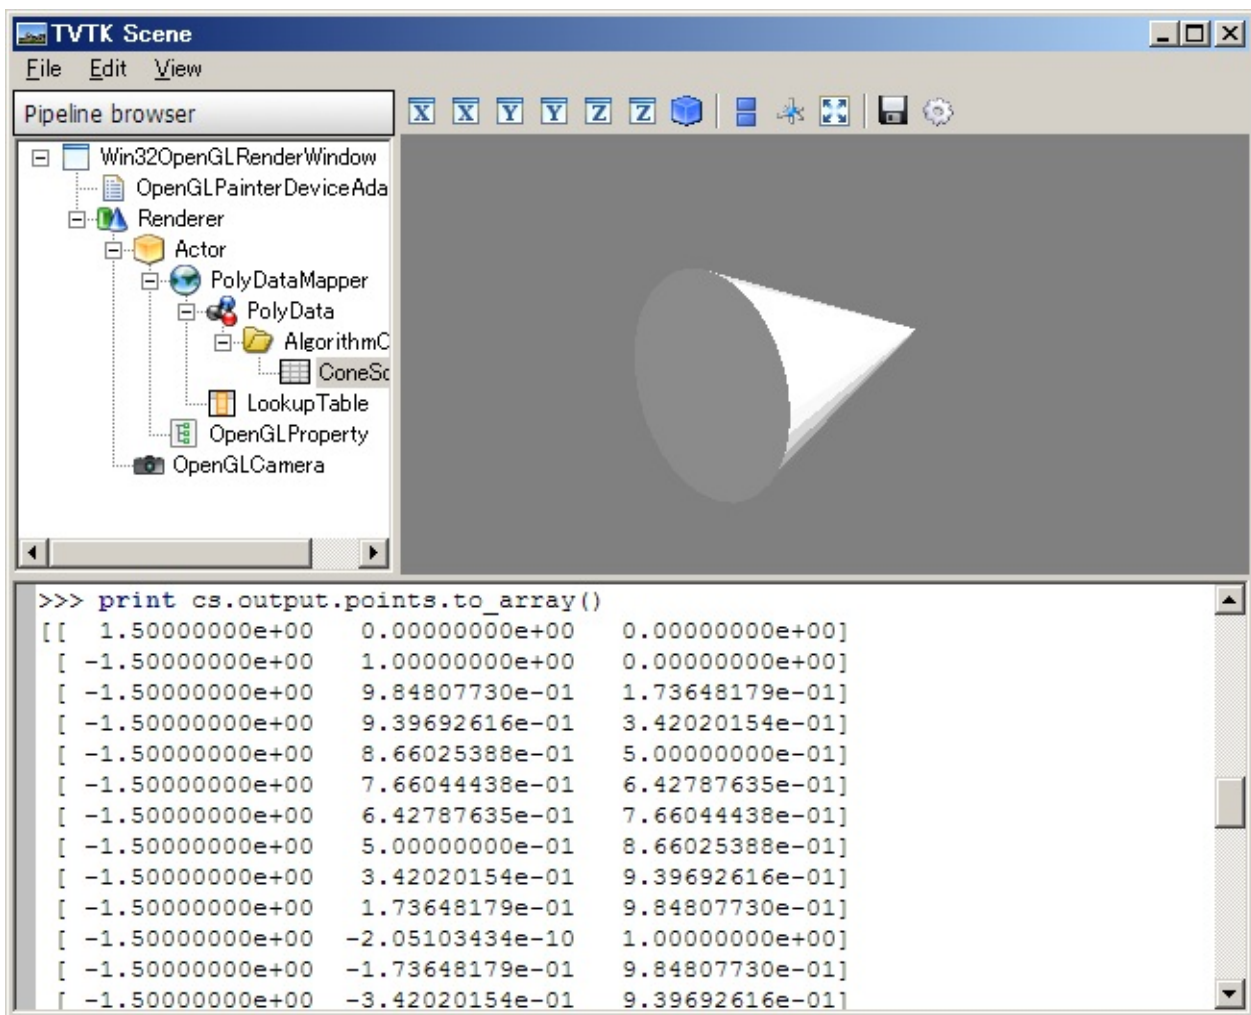 TVTK Scene
File Edit View
Pipeline browser
X X Y Y Z Z
Win32OpenGLRenderWindow
OpenGLPainterDeviceAda
Renderer
Actor
PolyDataMapper
PolyData
AlgorithmO
ConeSo
LookupTable
OpenGLProperty
OpenGLCamera
>>> print cs.output.points.to_array()
[[ 1.50000000e+00 0.00000000e+00 0.00000000e+00]
[ -1.50000000e+00 1.00000000e+00 0.00000000e+00]
[ -1.50000000e+00 9.84807730e-01 1.73648179e-01]
[ -1.50000000e+00 9.39692616e-01 3.42020154e-01]
[ -1.50000000e+00 8.66025388e-01 5.00000000e-01]
[ -1.50000000e+00 7.66044438e-01 6.42787635e-01]
[ -1.50000000e+00 6.42787635e-01 7.66044438e-01]
[ -1.50000000e+00 5.00000000e-01 8.66025388e-01]
[ -1.50000000e+00 3.42020154e-01 9.39692616e-01]
[ -1.50000000e+00 1.73648179e-01 9.84807730e-01]
[ -1.50000000e+00 -2.05103434e-10 1.00000000e+00]
[ -1.50000000e+00 -1.73648179e-01 9.84807730e-01]
[ -1.50000000e+00 -3.42020154e-01 9.39692616e-01]